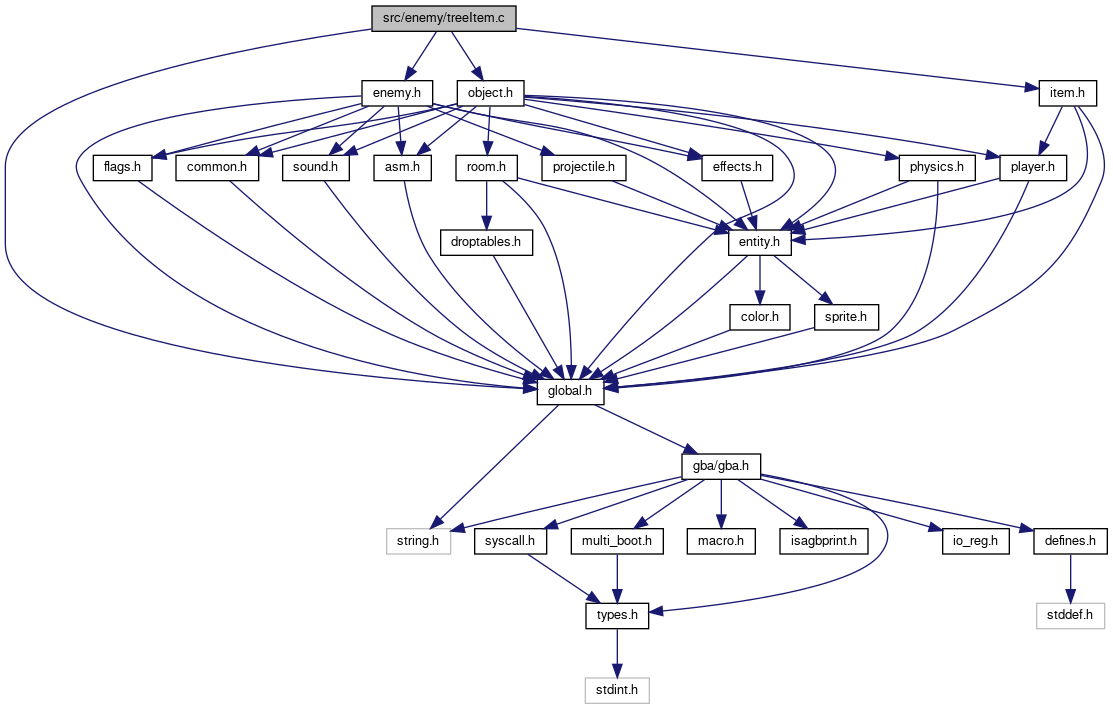 src/enemy/treeItem.c
enemy.h
object.h
item.h
flags.h
common.h
sound.h
asm.h
room.h
projectile.h
effects.h
physics.h
player.h
droptables.h
entity.h
color.h
sprite.h
global.h
gba/gba.h
string.h
syscall.h
multi_boot.h
macro.h
isagbprint.h
io_reg.h
defines.h
types.h
stddef.h
stdint.h